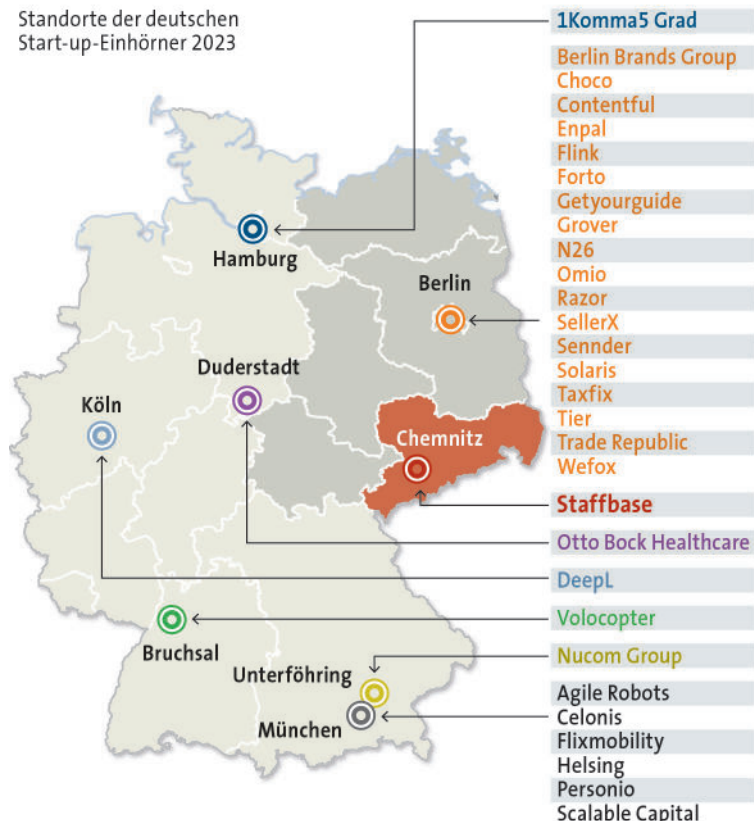 Standorte der deutschen
Start-up-Einhörner 2023
1Komma5 Grad
Berlin Brands Group
Choco
Contentful
Enpal
Flink
Forto
Getyourguide
Grover
N26
Omio
Razor
SellerX
Sennder
Solaris
Taxfix
Tier
Trade Republic
Wefox
Staffbase
Otto Bock Healthcare
DeepL
Volocopter
Nucom Group
Agile Robots
Celonis
Flixmobility
Helsing
Personio
Scalable Capital
Hamburg
Berlin
Duderstadt
Köln
Chemnitz
Bruchsal
Unterföhring
München